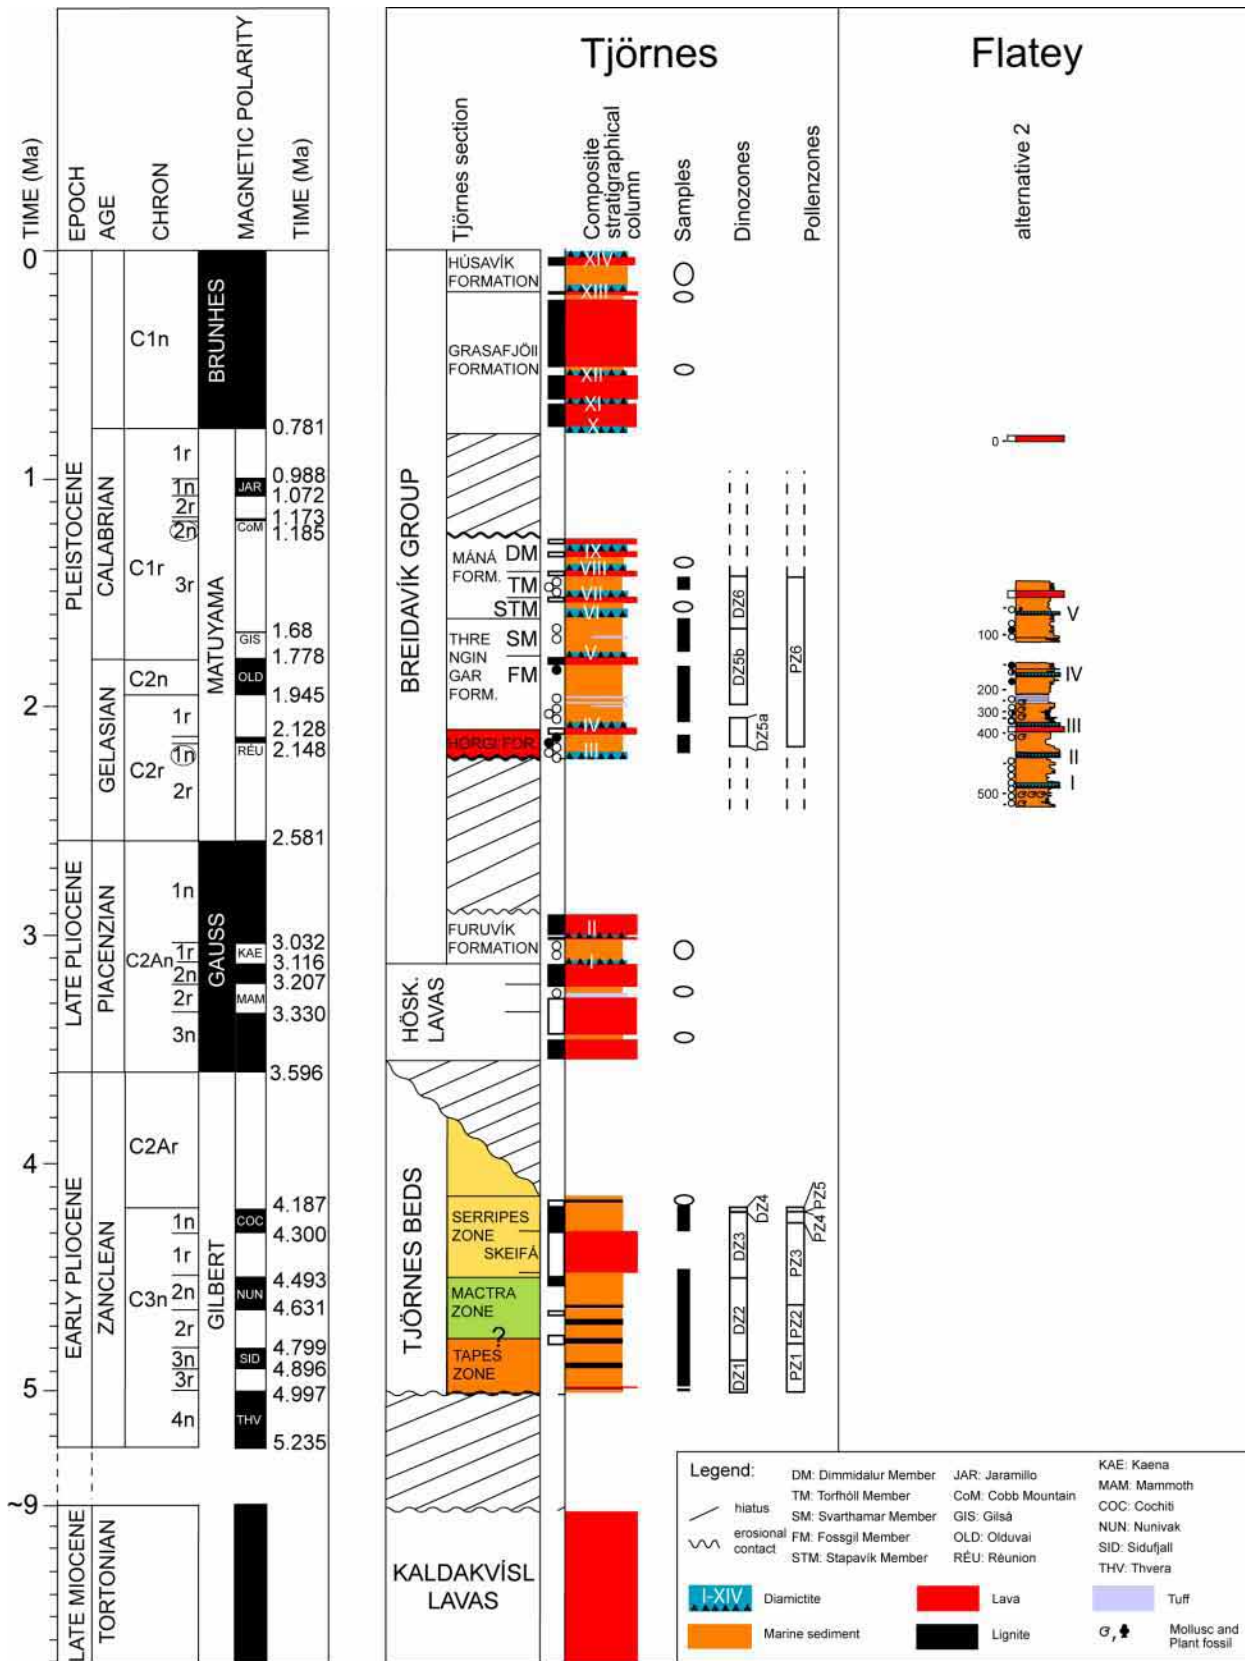 Tjörnes
Flatey
TIME (Ma)
EPOCH
AGE
CHRON
MAGNETIC POLARITY
TIME (Ma)
Tjörnes section
Composite
stratigraphical
column
Samples
Dinozones
Pollenzones
alternative 2
0
1
2
3
4
5
~9
PLEISTOCENE
LATE PLIOCENE
EARLY PLIOCENE
LATE MIOCENE
CALABRIAN
GELASIAN
PIACENZIAN
ZANCLEAN
TORTONIAN
C1n
1r
1n
2r
2n
C1r
3r
C2n
1r
1n
C2r
2r
1n
1r
C2An
2n
2r
3n
C2Ar
1n
1r
C3n
2n
2r
3n
3r
4n
BRUNHES
MATUYAMA
GAUSS
GILBERT
JAR
CoM
GIS
OLD
RÉU
KAE
MAM
COC
NUN
SID
THV
0.781
0.988
1.072
1.173
1.185
1.68
1.778
1.945
2.128
2.148
2.581
3.032
3.116
3.207
3.330
3.596
4.187
4.300
4.493
4.631
4.799
4.896
4.997
5.235
BREIDAVÍK GROUP
HÖSK.
LAVAS
TJÖRNES BEDS
KALDAKVÍSL
LAVAS
HÚSAVÍK
FORMATION
GRASAFJÖll
FORMATION
MÁNÁ
FORM.
DM
TM
STM
THRE
NGIN
GAR
FORM.
SM
FM
HÖRGI FOR.
FURUVÍK
FORMATION
SERRIPES
ZONE
SKEIFÁ
MACTRA
ZONE
?
TAPES
ZONE
XIV
XIII
XII
XI
X
IX
VIII
VII
VI
V
IV
III
II
I
DZ6
DZ5b
DZ5a
DZ4
DZ3
DZ2
DZ1
PZ6
PZ5
PZ4
PZ3
PZ2
PZ1
0
100
200
300
400
500
V
IV
III
II
I
Legend:
hiatus
erosional
contact
DM: Dimmidalur Member
TM: Torfhóll Member
SM: Svarthamar Member
FM: Fossgil Member
STM: Stapavík Member
JAR: Jaramillo
CoM: Cobb Mountain
GIS: Gilsá
OLD: Olduvai
RÉU: Réunion
KAE: Kaena
MAM: Mammoth
COC: Cochiti
NUN: Nunivak
SID: Sidufjall
THV: Thvera
I-XIV
Diamictite
Lava
Tuff
Marine sediment
Lignite
Mollusc and
Plant fossil